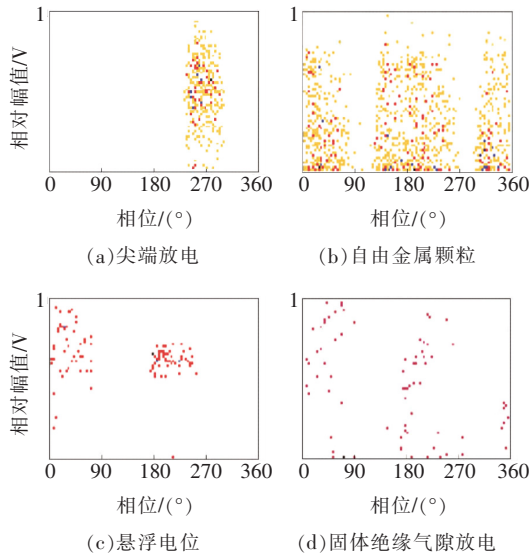 1
相对幅值/V
0 90 180 270 360
相位/(°)
(a)尖端放电
1
0 90 180 270 360
相位/(°)
(b)自由金属颗粒
1
相对幅值/V
0 90 180 270 360
相位/(°)
(c)悬浮电位
1
0 90 180 270 360
相位/(°)
(d)固体绝缘气隙放电